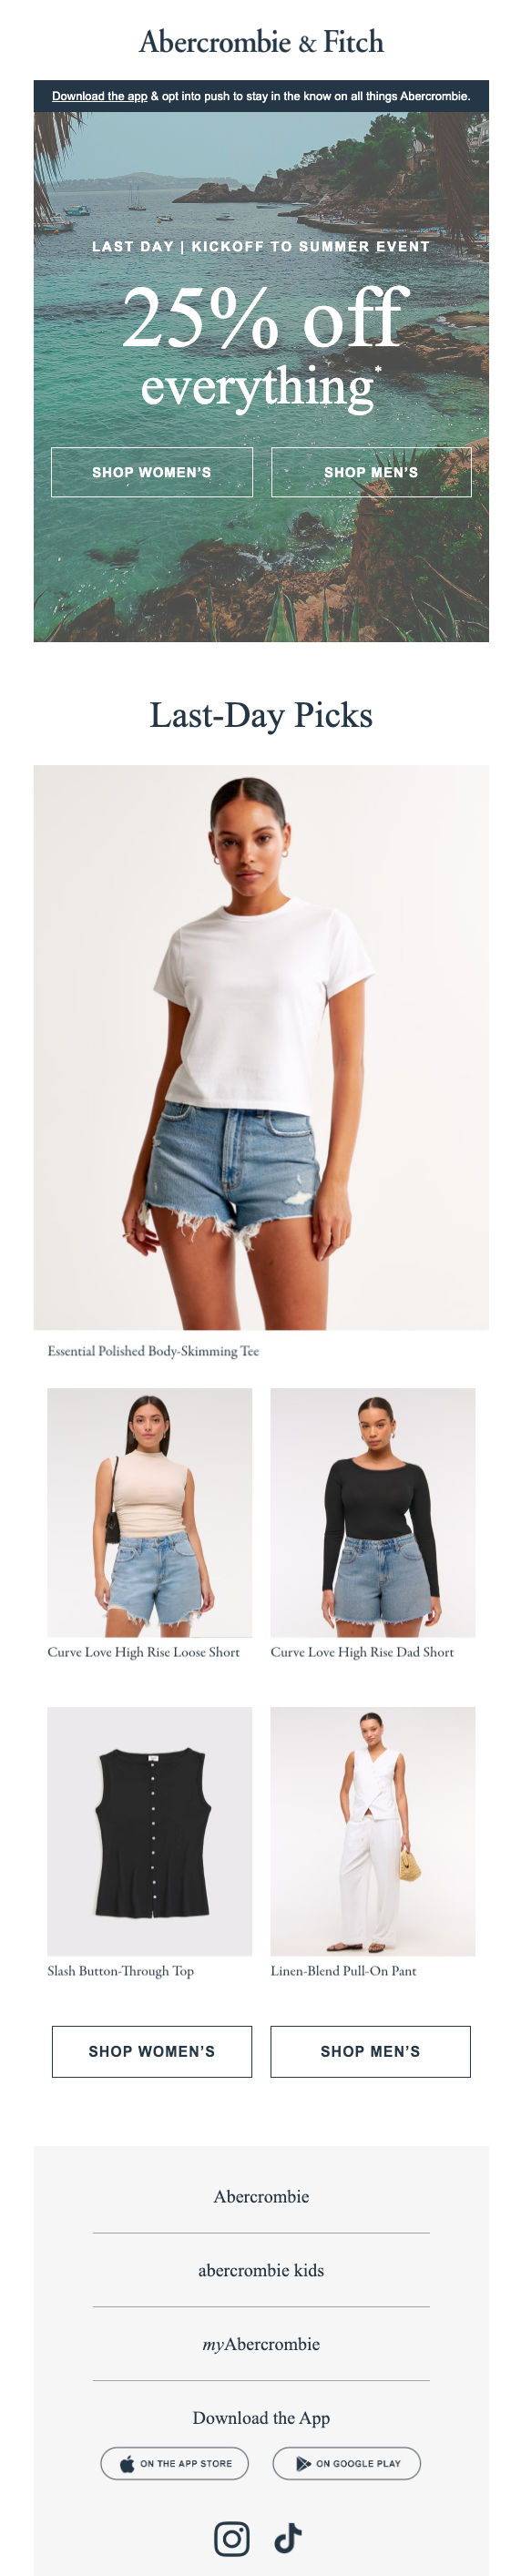 Abercrombie & Fitch
Download the app & opt into push to stay in the know on all things Abercrombie.
LAST DAY | KICKOFF TO SUMMER EVENT
25% off
everything*
SHOP WOMEN'S
SHOP MEN'S
Last-Day Picks
Essential Polished Body-Skimming Tee
Curve Love High Rise Loose Short
Curve Love High Rise Dad Short
Slash Button-Through Top
Linen-Blend Pull-On Pant
SHOP WOMEN'S
SHOP MEN'S
Abercrombie
abercrombie kids
myAbercrombie
Download the App
ON THE APP STORE
ON GOOGLE PLAY